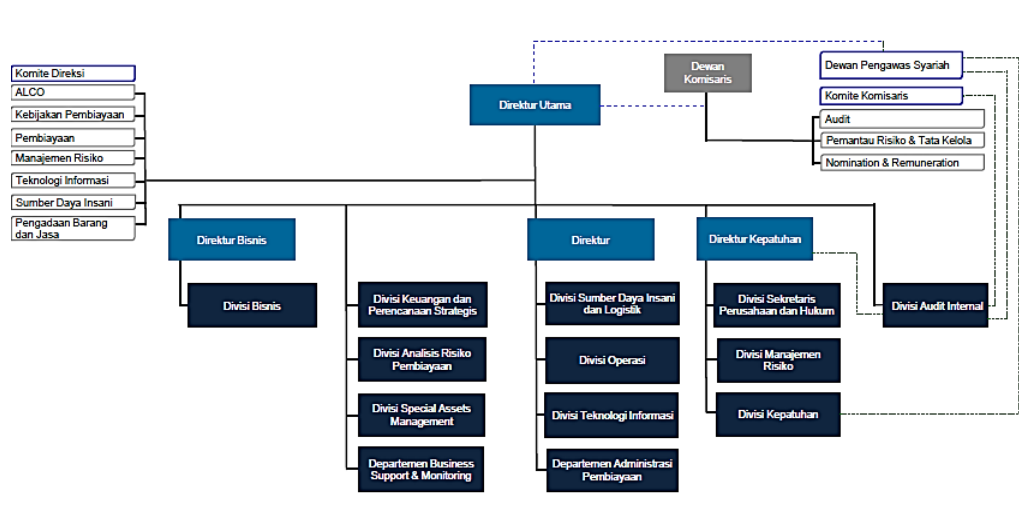 Komite Direksi
ALCO
Kebijakan Pembiayaan
Pembiayaan
Manajemen Risiko
Teknologi Informasi
Sumber Daya Insani
Pengadaan Barang
dan Jasa
Direktur Utama
Dewan
Komisaris
Dewan Pengawas Syariah
Komite Komisaris
Audit
Pemantau Risiko & Tata Kelola
Nomination & Remuneration
Direktur Bisnis
Direktur
Direktur Kepatuhan
Divisi Bisnis
Divisi Keuangan dan
Perencanaan Strategis
Divisi Analisis Risiko
Pembiayaan
Divisi Special Assets
Management
Departemen Business
Support & Monitoring
Divisi Sumber Daya Insani
dan Logistik
Divisi Operasi
Divisi Teknologi Informasi
Departemen Administrasi
Pembiayaan
Divisi Sekretaris
Perusahaan dan Hukum
Divisi Manajemen
Risiko
Divisi Kepatuhan
Divisi Audit Internal